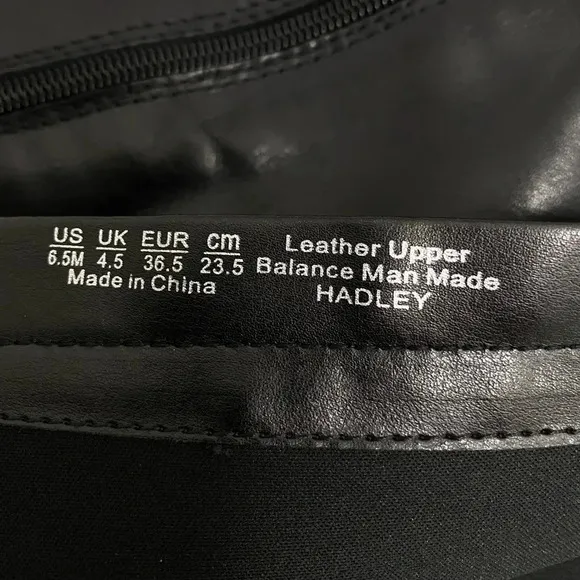 US UK EUR cm
6.5M 4.5 36.5 23.5
Made in China
Leather Upper
Balance Man Made
HADLEY